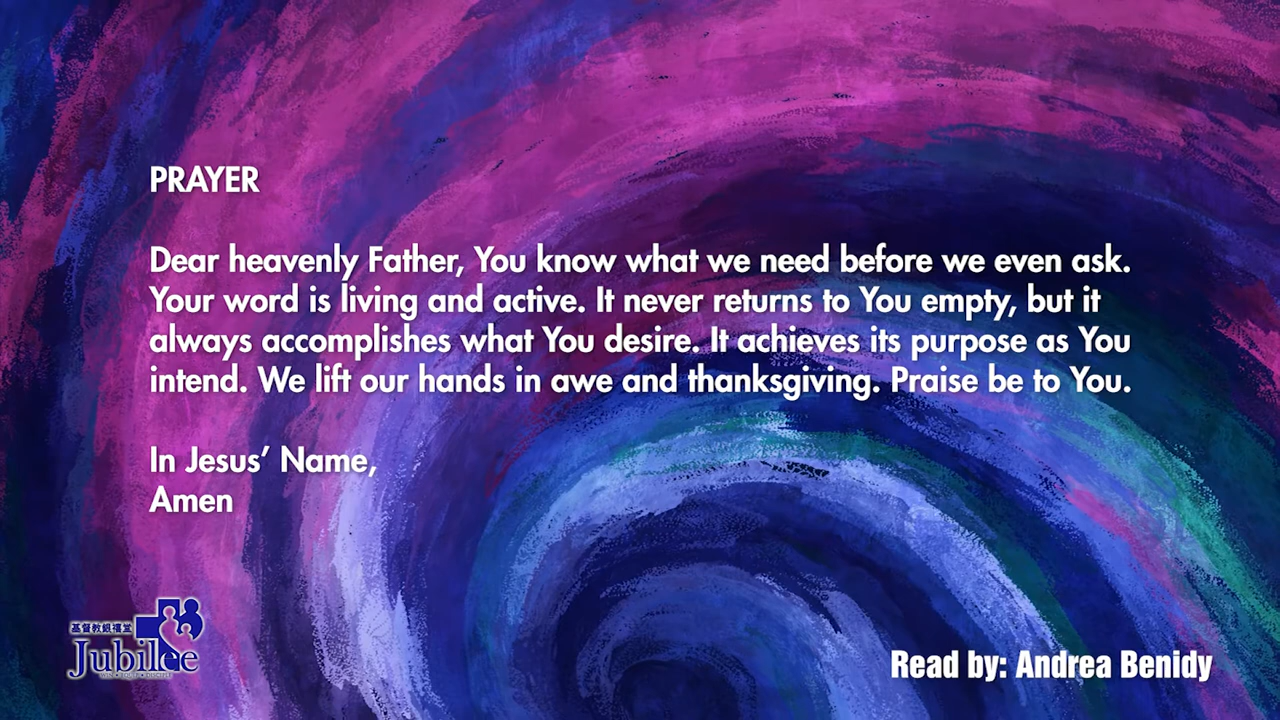 PRAYER
Dear heavenly Father, You know what we need before we even ask.
Your word is living and active. It never returns to You empty, but it
always accomplishes what You desire. It achieves its purpose as You
intend. We lift our hands in awe and thanksgiving. Praise be to You.
In Jesus’ Name,
Amen
基督教銀禧堂
Jubilee
Read by: Andrea Benidy